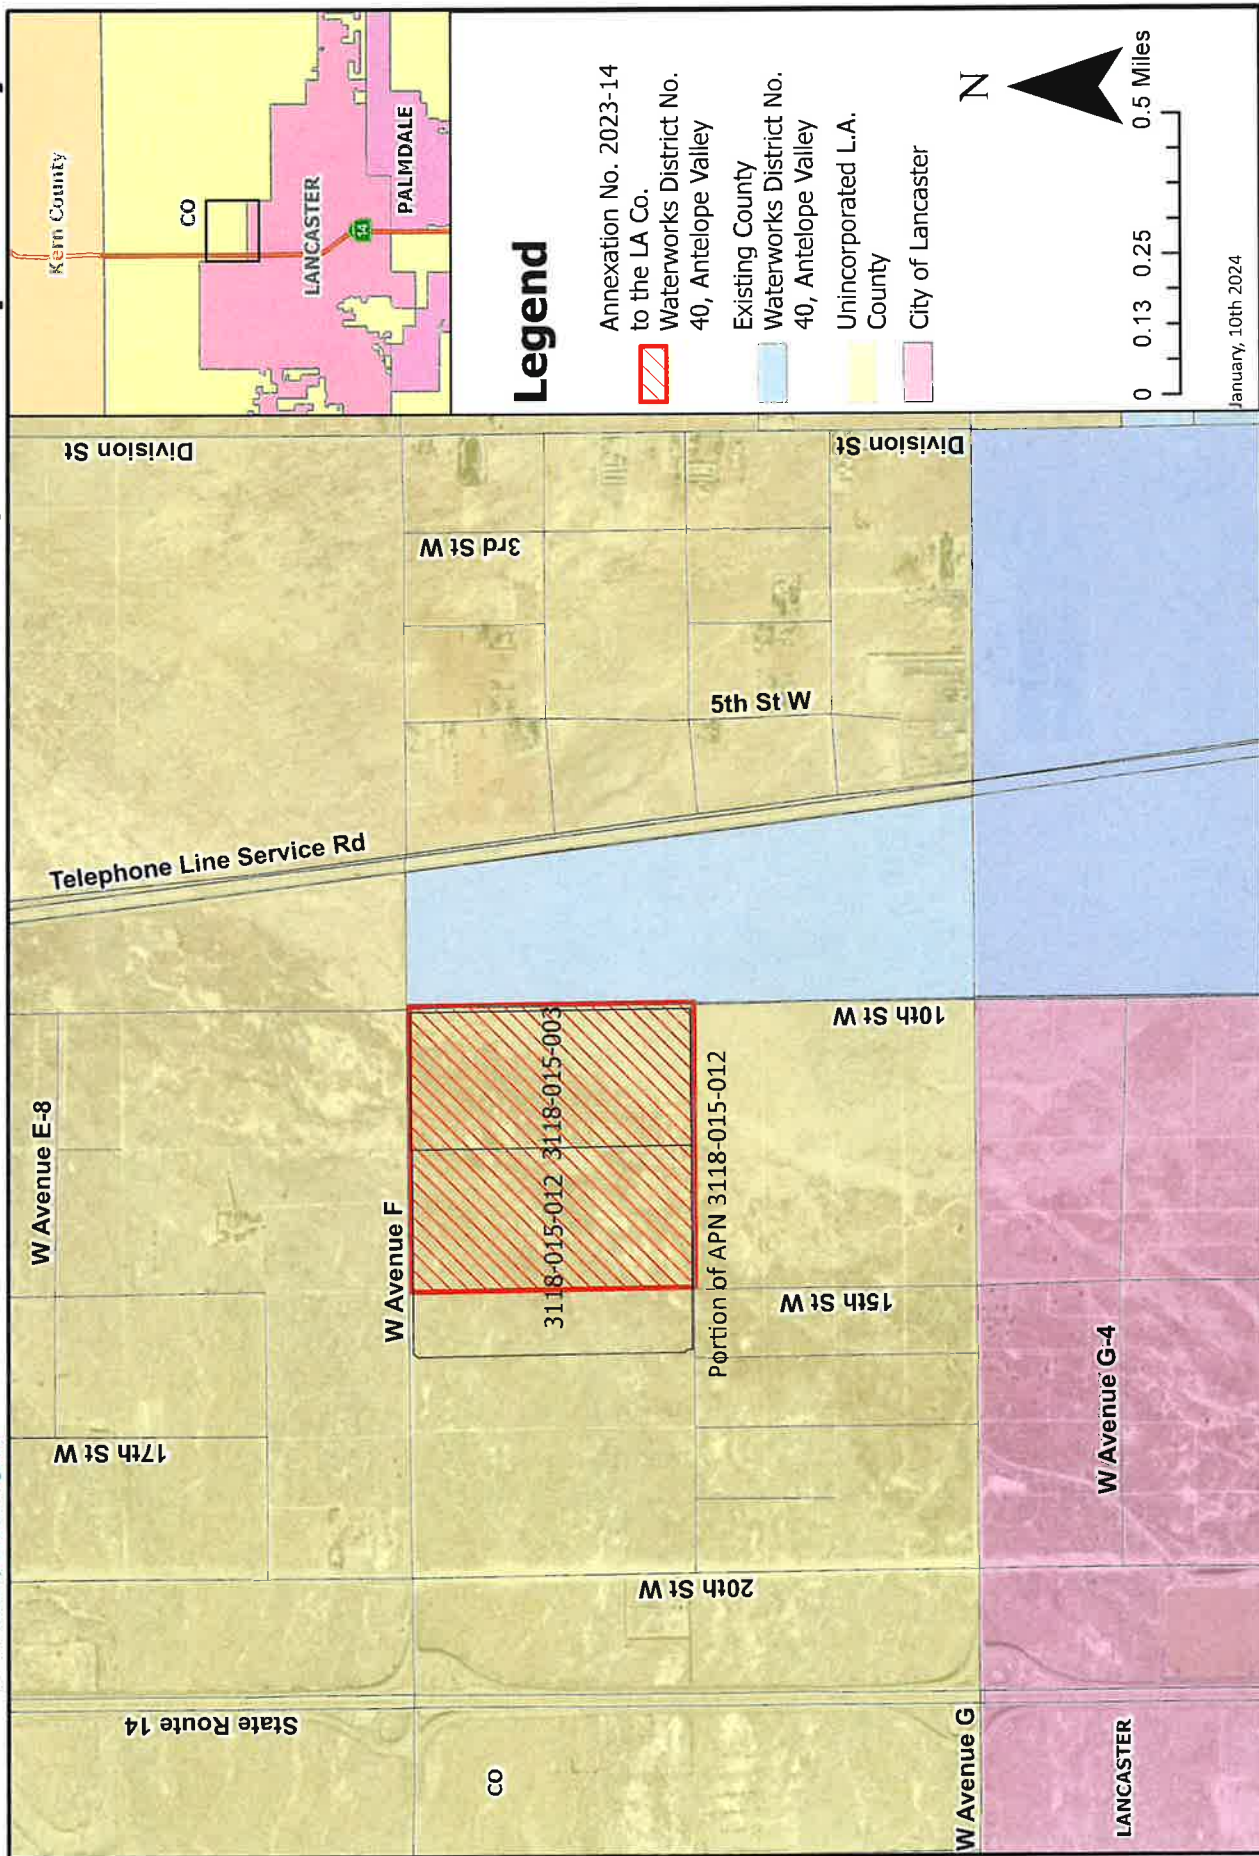 W Avenue E-8
17th St W
State Route 14
Telephone Line Service Rd
Division St
W Avenue F
3118-015-012
3118-015-003
Portion of APN 3118-015-012
10th St W
15th St W
20th St W
3rd St W
5th St W
Division St
CO
W Avenue G
W Avenue G-4
LANCASTER
Kern County
CO
LANCASTER
14
PALMDALE
Legend
Annexation No. 2023-14
to the LA Co.
Waterworks District No.
40, Antelope Valley
Existing County
Waterworks District No.
40, Antelope Valley
Unincorporated L.A.
County
City of Lancaster
N
0 0.13 0.25 0.5 Miles
January, 10th 2024